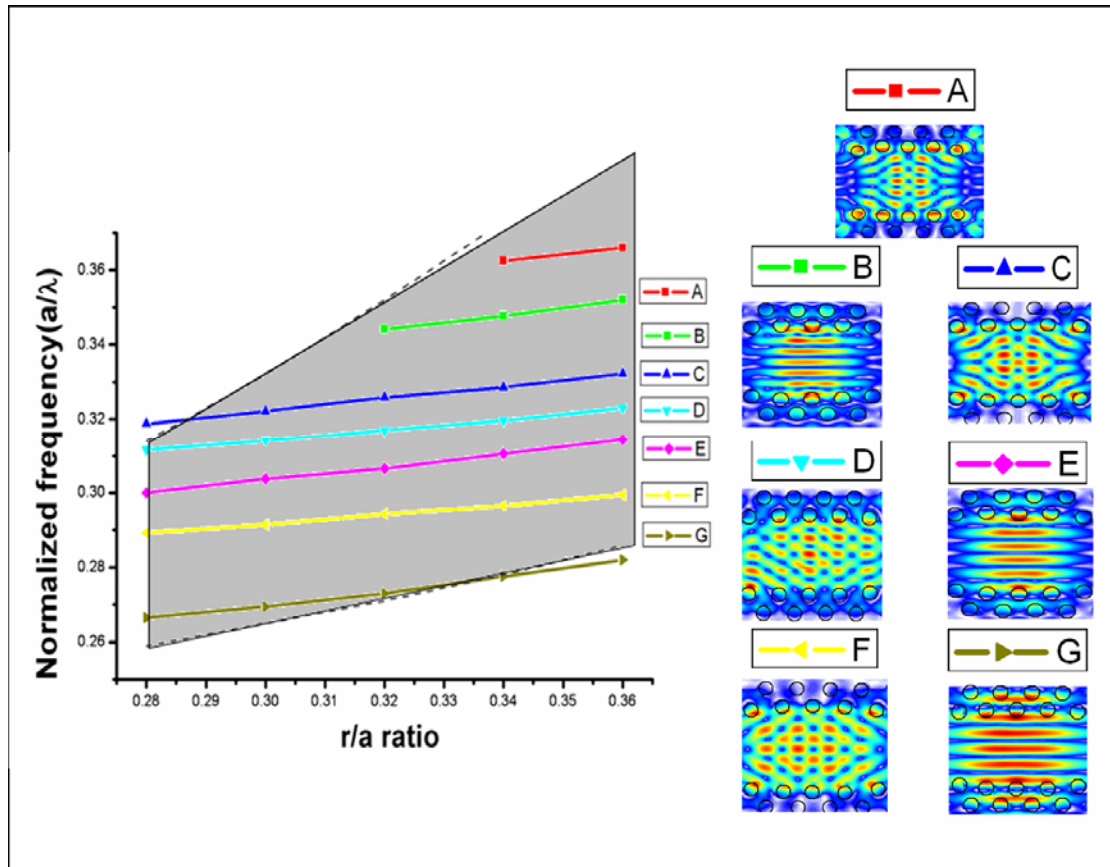 Normalized frequency(a/λ)
0.36
0.34
0.32
0.30
0.28
0.26
0.28 0.29 0.30 0.31 0.32 0.33 0.34 0.35 0.36
r/a ratio
A
B
C
D
E
F
G
A
B
C
D
E
F
G